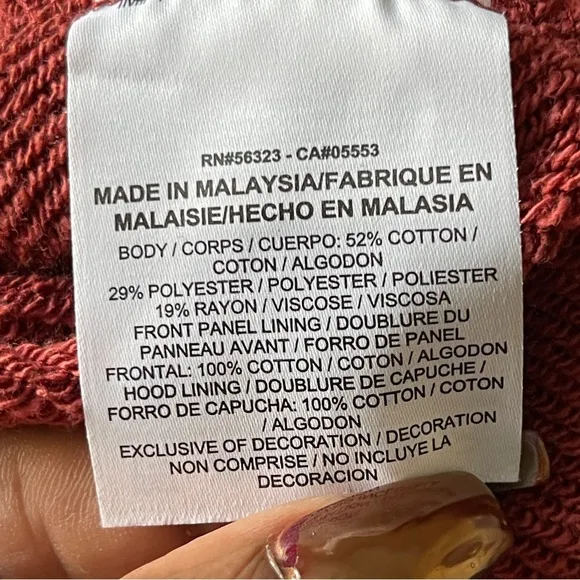 RN#56323 - CA#05553
MADE IN MALAYSIA/FABRIQUE EN
MALAISIE/HECHO EN MALASIA
BODY / CORPS / CUERPO: 52% COTTON /
COTON / ALGODON
29% POLYESTER / POLYESTER / POLIESTER
19% RAYON / VISCOSE / VISCOSA
FRONT PANEL LINING / DOUBLURE DU
PANNEAU AVANT / FORRO DE PANEL
FRONTAL: 100% COTTON / COTON / ALGODON
HOOD LINING / DOUBLURE DE CAPUCHE /
FORRO DE CAPUCHA: 100% COTTON / COTON
/ ALGODON
EXCLUSIVE OF DECORATION / DECORATION
NON COMPRISE / NO INCLUYE LA
DECORACION